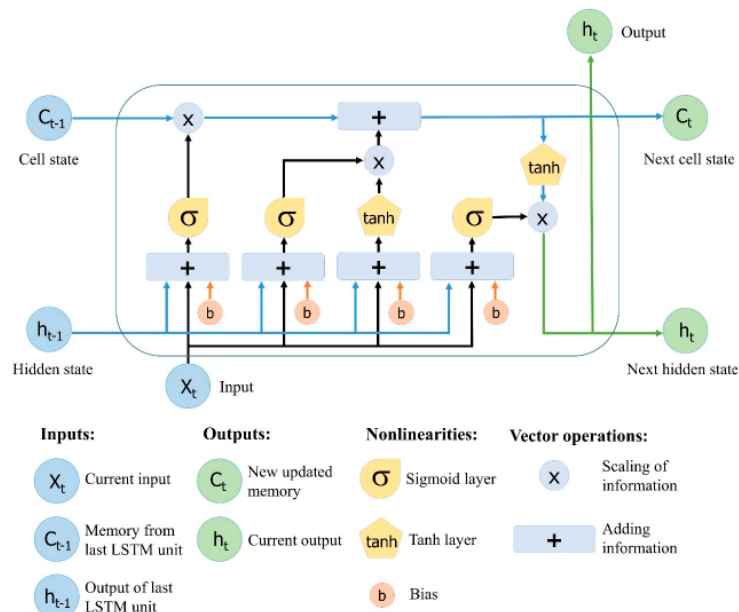 hₜ
Output
Cₜ₋₁
x
+
Cₜ
Cell state
x
Next cell state
tanh
σ
σ
tanh
σ
x
+
+
+
+
hₜ₋₁
b
b
b
b
hₜ
Hidden state
Next hidden state
Xₜ
Input
Inputs:
Outputs:
Nonlinearities:
Vector operations:
Xₜ
Current input
Cₜ
New updated
memory
σ
Sigmoid layer
x
Scaling of
information
Cₜ₋₁
Memory from
last LSTM unit
hₜ
Current output
tanh
Tanh layer
+
Adding
information
hₜ₋₁
Output of last
LSTM unit
b
Bias